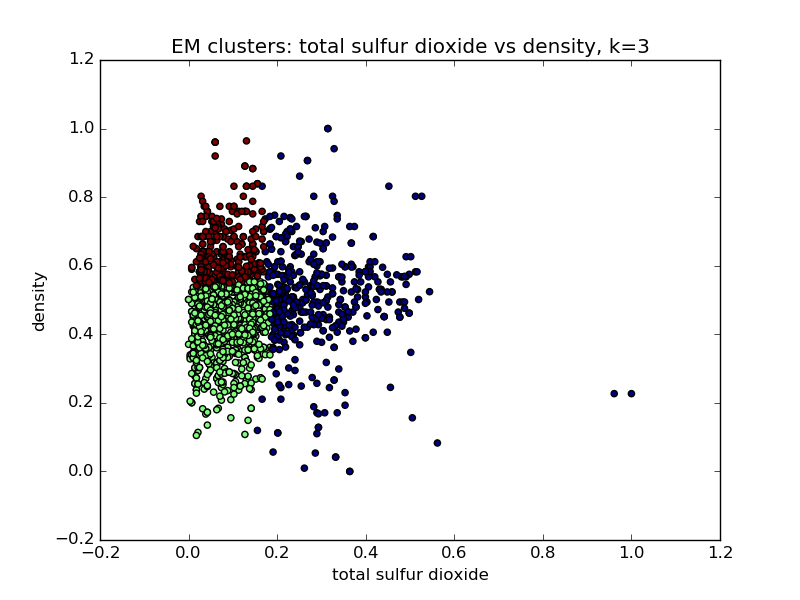 EM clusters: total sulfur dioxide vs density, k=3
1.2
1.0
0.8
0.6
0.4
0.2
0.0
−0.2
density
−0.2 0.0 0.2 0.4 0.6 0.8 1.0 1.2
total sulfur dioxide